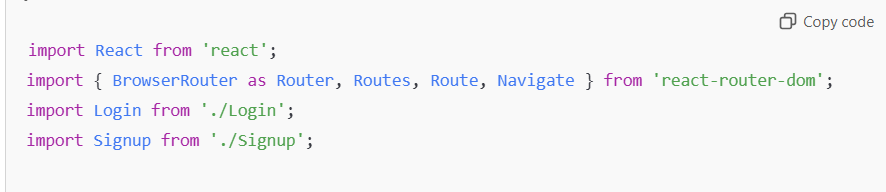 Copy code
import React from 'react';
import { BrowserRouter as Router, Routes, Route, Navigate } from 'react-router-dom';
import Login from './Login';
import Signup from './Signup';